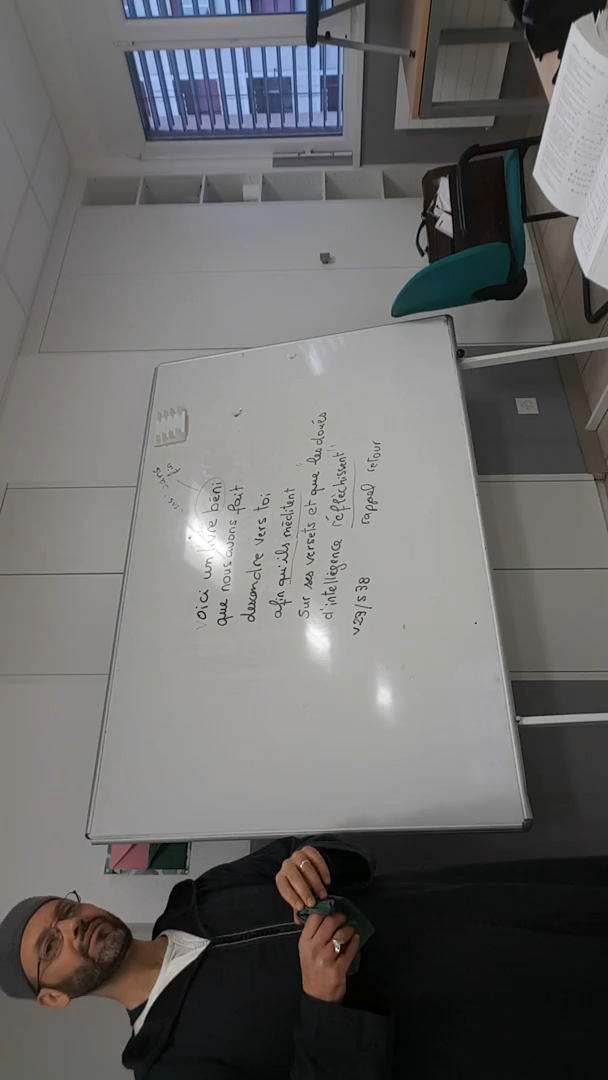 Voici un livre béni
que nous avons fait
descendre vers toi
afin qu'ils méditent
sur ses versets et que les doués
d'intelligence réfléchissent"
v29/S38
rappel retour